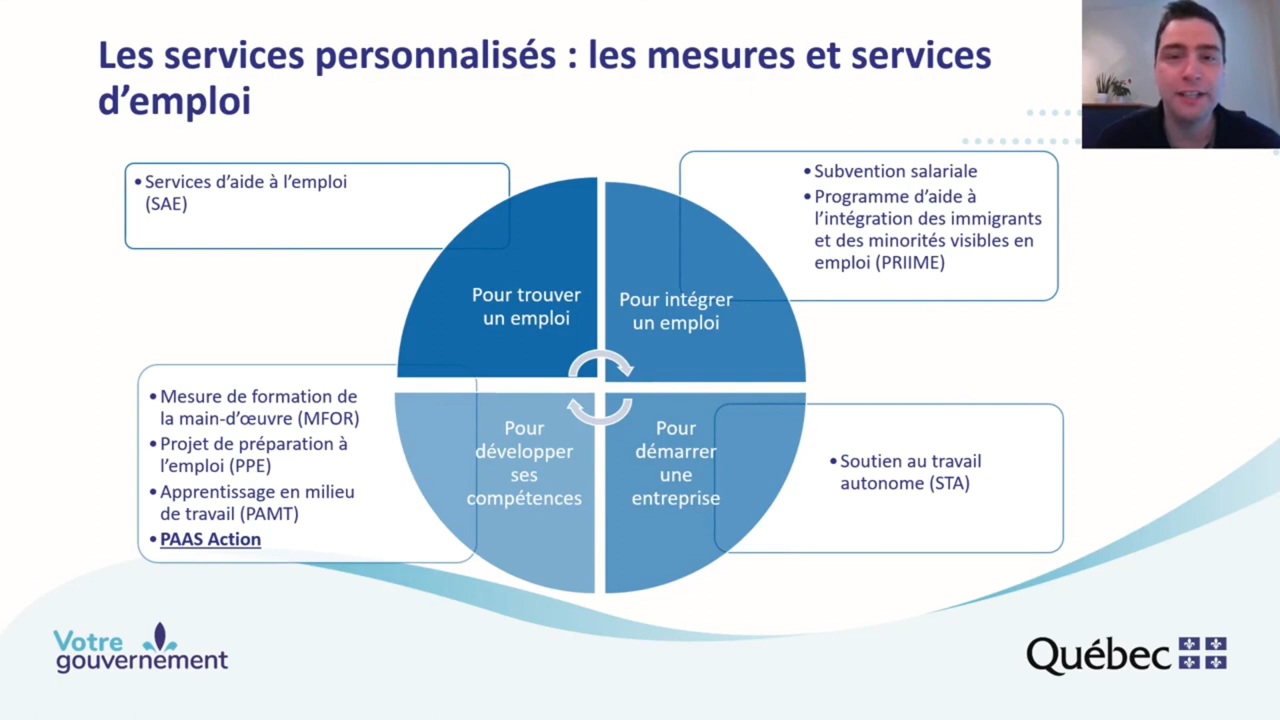 Les services personnalisés : les mesures et services
d’emploi
• Services d’aide à l’emploi
(SAE)
• Subvention salariale
• Programme d’aide à
l’intégration des immigrants
et des minorités visibles en
emploi (PRIIME)
Pour trouver
un emploi
Pour intégrer
un emploi
• Mesure de formation de
la main-d’œuvre (MFOR)
• Projet de préparation à
l’emploi (PPE)
• Apprentissage en milieu
de travail (PAMT)
• PAAS Action
Pour
développer
ses
compétences
Pour
démarrer
une
entreprise
• Soutien au travail
autonome (STA)
Votre
gouvernement
Québec